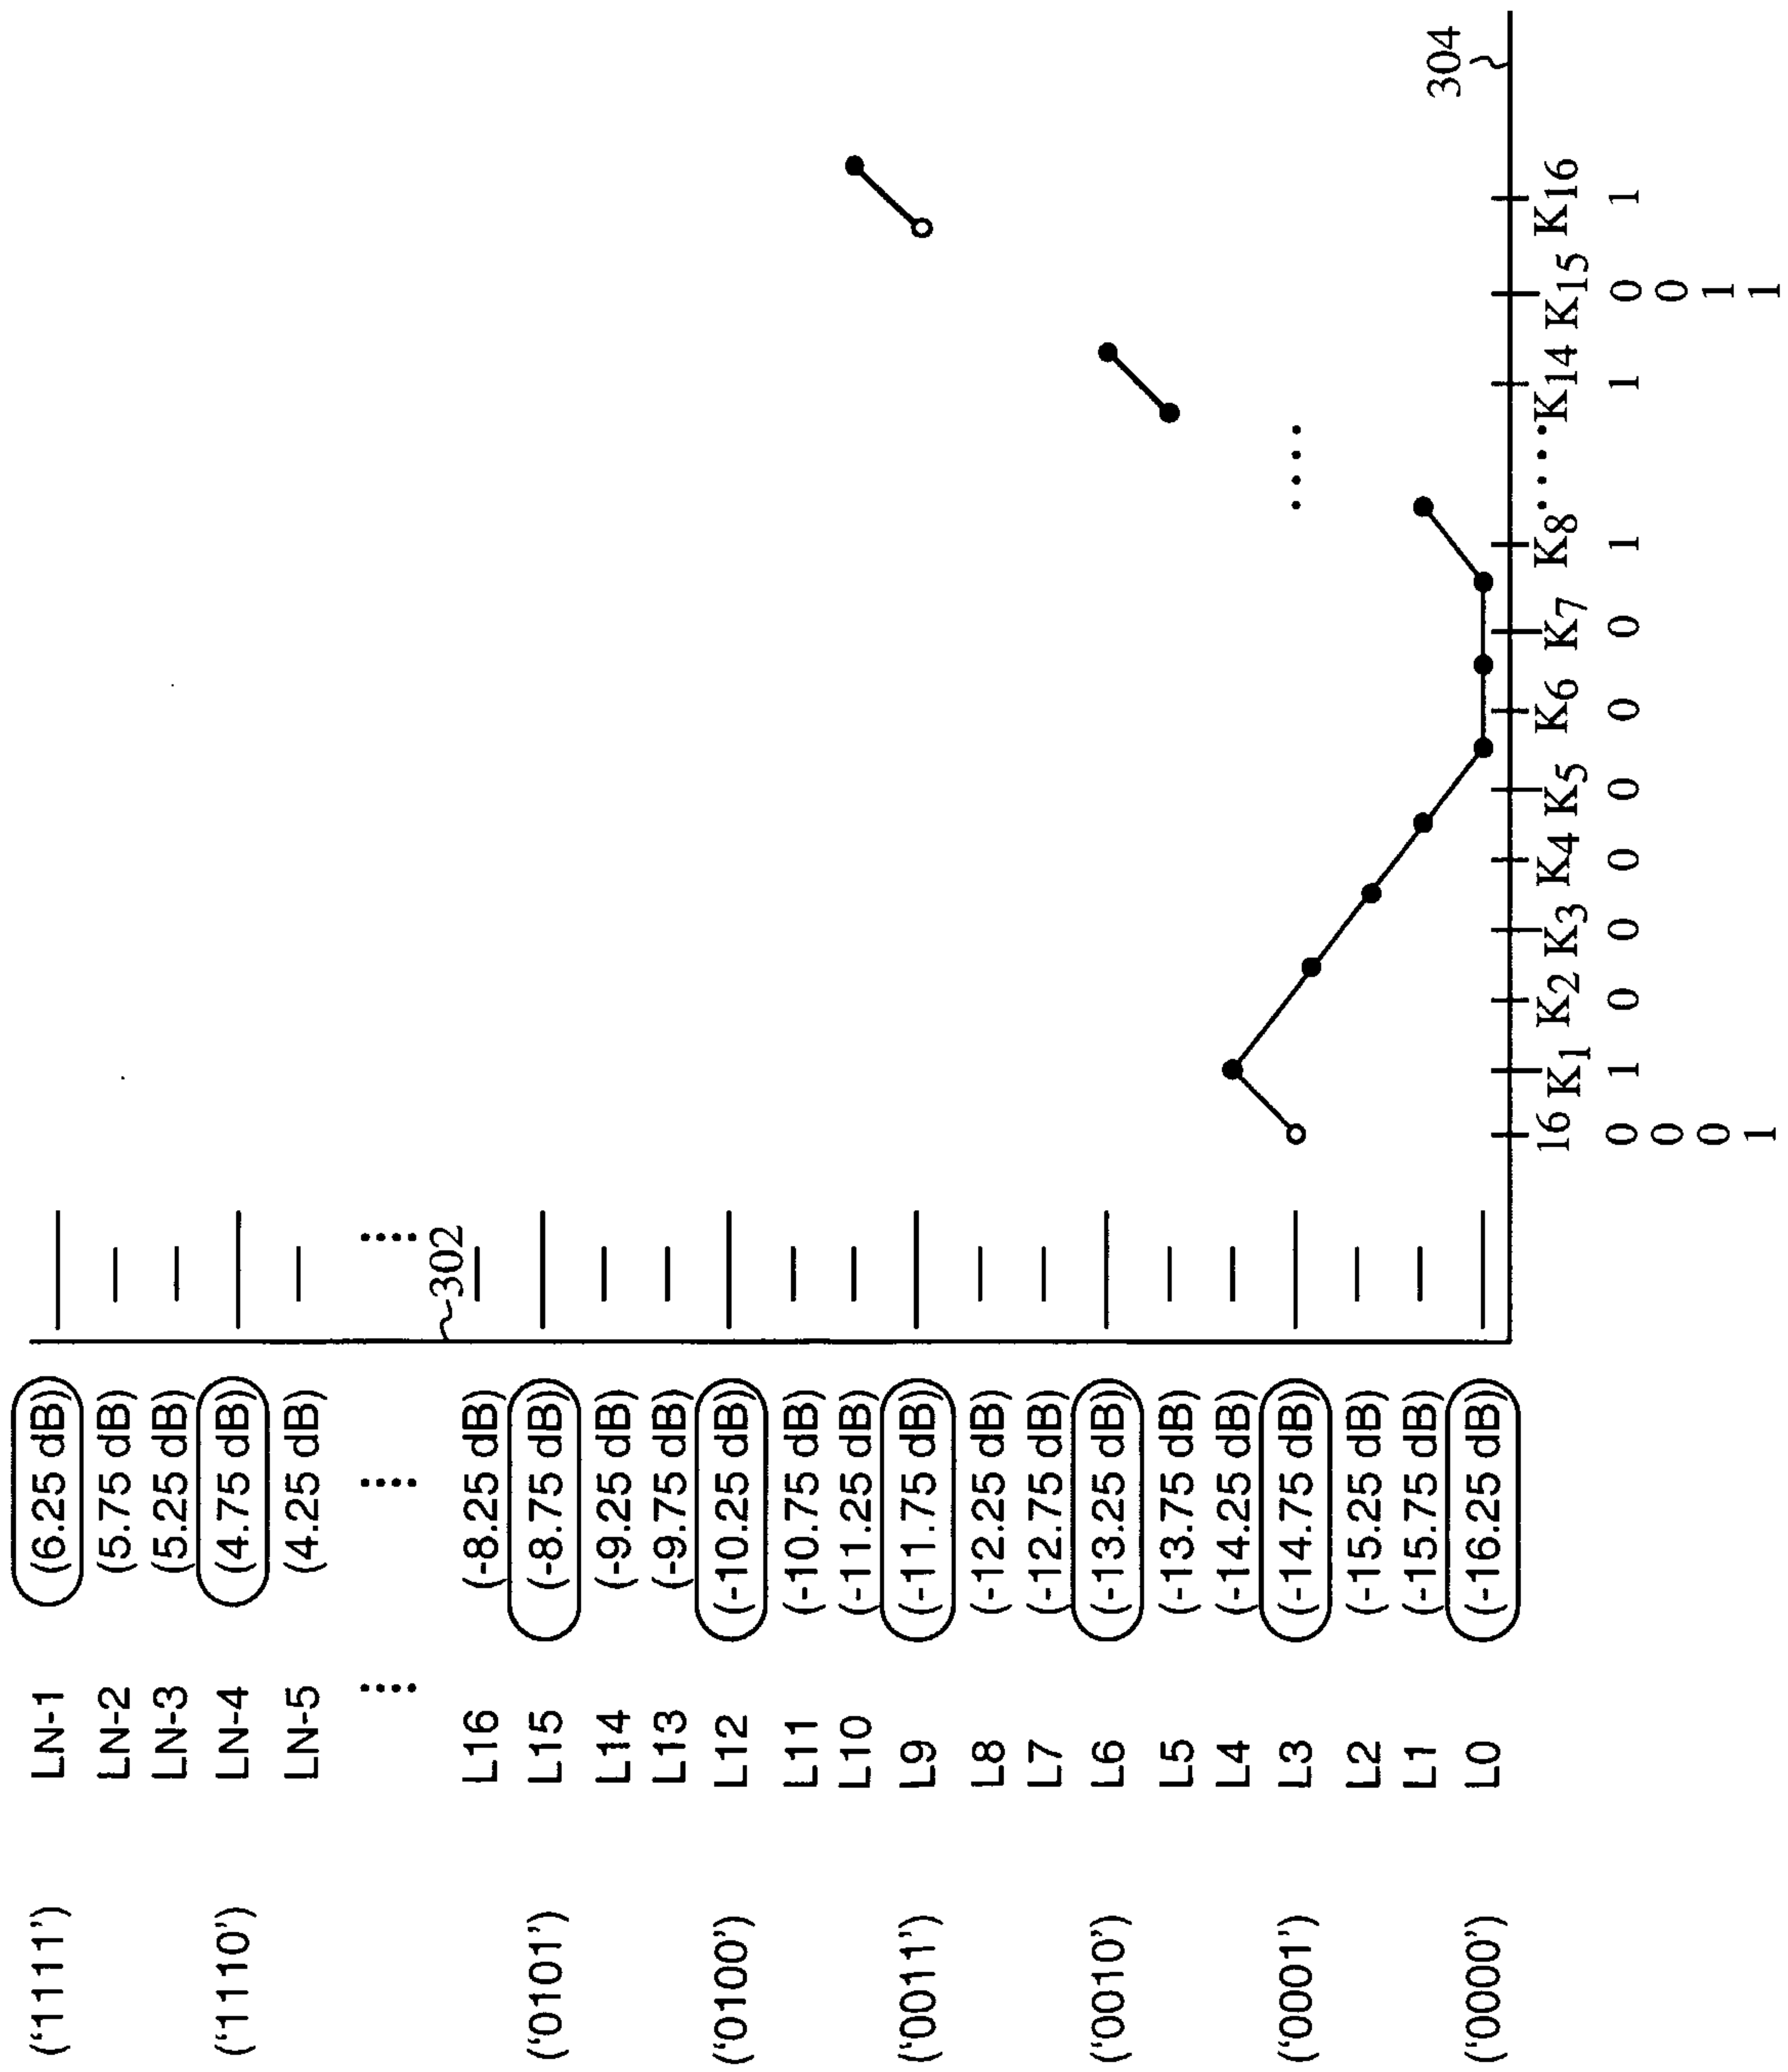 ('1111') LN-1 (6.25 dB)
LN-2 (5.75 dB)
LN-3 (5.25 dB)
('1110') LN-4 (4.75 dB)
LN-5 (4.25 dB)
302
L16 (-8.25 dB)
('0101') L15 (-8.75 dB)
L14 (-9.25 dB)
L13 (-9.75 dB)
('0100') L12 (-10.25 dB)
L11 (-10.75 dB)
L10 (-11.25 dB)
('0011') L9 (-11.75 dB)
L8 (-12.25 dB)
L7 (-12.75 dB)
('0010') L6 (-13.25 dB)
L5 (-13.75 dB)
L4 (-14.25 dB)
('0001') L3 (-14.75 dB)
L2 (-15.25 dB)
L1 (-15.75 dB)
('0000') L0 (-16.25 dB)
304
16 K1 K2 K3 K4 K5 K6 K7 K8 ..... K14 K15 K16
0 1 0 0 0 0 0 0 1 1 0 1
0 0
0 1
1 1